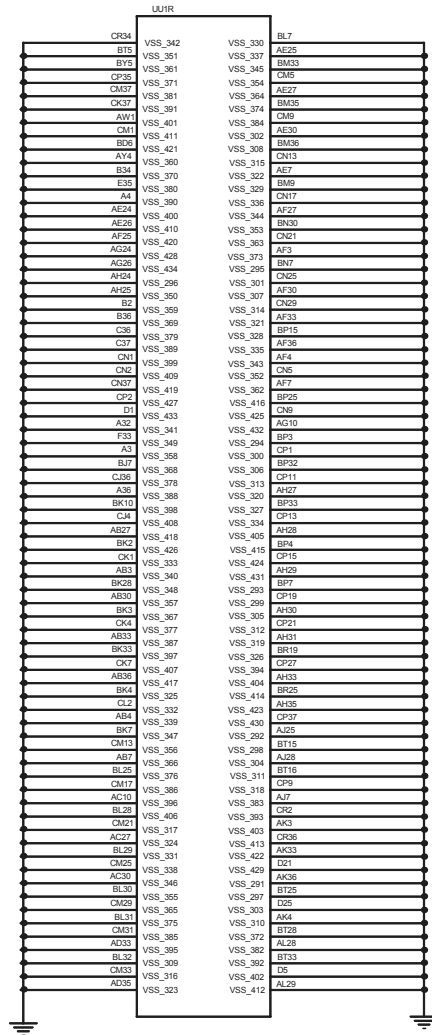 UU1R
CR34 VSS_342 VSS_330 BL7
BT5 VSS_351 VSS_337 AE25
BY5 VSS_361 VSS_345 BM33
CP35 VSS_371 VSS_354 CM5
CM37 VSS_381 VSS_364 AE27
CK37 VSS_391 VSS_374 BM35
AW1 VSS_401 VSS_384 CM9
CM1 VSS_411 VSS_302 AE30
BD6 VSS_421 VSS_308 BM36
AY4 VSS_360 VSS_315 CN13
B34 VSS_370 VSS_322 AE7
E35 VSS_380 VSS_329 BM9
A4 VSS_390 VSS_336 CN17
AE24 VSS_400 VSS_344 AF27
AE26 VSS_410 VSS_353 BN30
AF25 VSS_420 VSS_363 CN21
AG24 VSS_428 VSS_373 AF3
AG26 VSS_434 VSS_295 BN7
AH24 VSS_296 VSS_301 CN25
AH25 VSS_350 VSS_307 AF30
B2 VSS_359 VSS_314 CN29
B36 VSS_369 VSS_321 AF33
C36 VSS_379 VSS_328 BP15
C37 VSS_389 VSS_335 AF36
CN1 VSS_399 VSS_343 AF4
CN2 VSS_409 VSS_352 CN5
CN37 VSS_419 VSS_362 AF7
CP2 VSS_427 VSS_416 BP25
D1 VSS_433 VSS_425 CN9
A32 VSS_341 VSS_432 AG10
F33 VSS_349 VSS_294 BP3
A3 VSS_358 VSS_300 CP1
BJ7 VSS_368 VSS_306 BP32
CJ36 VSS_378 VSS_313 CP11
A36 VSS_388 VSS_320 AH27
BK10 VSS_398 VSS_327 BP33
CJ4 VSS_408 VSS_334 CP13
AB27 VSS_418 VSS_405 AH28
BK2 VSS_426 VSS_415 BP4
CK1 VSS_333 VSS_424 CP15
AB3 VSS_340 VSS_431 AH29
BK28 VSS_348 VSS_293 BP7
AB30 VSS_357 VSS_299 CP19
BK3 VSS_367 VSS_305 AH30
CK4 VSS_377 VSS_312 CP21
AB33 VSS_387 VSS_319 AH31
BK33 VSS_397 VSS_326 BR19
CK7 VSS_407 VSS_394 CP27
AB36 VSS_417 VSS_404 AH33
BK4 VSS_325 VSS_414 BR25
CL2 VSS_332 VSS_423 AH35
AB4 VSS_339 VSS_430 CP37
BK7 VSS_347 VSS_292 AJ25
CM13 VSS_356 VSS_298 BT15
AB7 VSS_366 VSS_304 AJ28
BL25 VSS_376 VSS_311 BT16
CM17 VSS_386 VSS_318 CP9
AC10 VSS_396 VSS_383 AJ7
BL28 VSS_406 VSS_393 CR2
CM21 VSS_317 VSS_403 AK3
AC27 VSS_324 VSS_413 CR36
BL29 VSS_331 VSS_422 AK33
CM25 VSS_338 VSS_429 D21
AC30 VSS_346 VSS_291 AK36
BL30 VSS_355 VSS_297 BT25
CM29 VSS_365 VSS_303 D25
BL31 VSS_375 VSS_310 AK4
CM31 VSS_385 VSS_372 BT28
AD33 VSS_395 VSS_382 AL28
BL32 VSS_309 VSS_392 BT33
CM33 VSS_316 VSS_402 D5
AD35 VSS_323 VSS_412 AL29